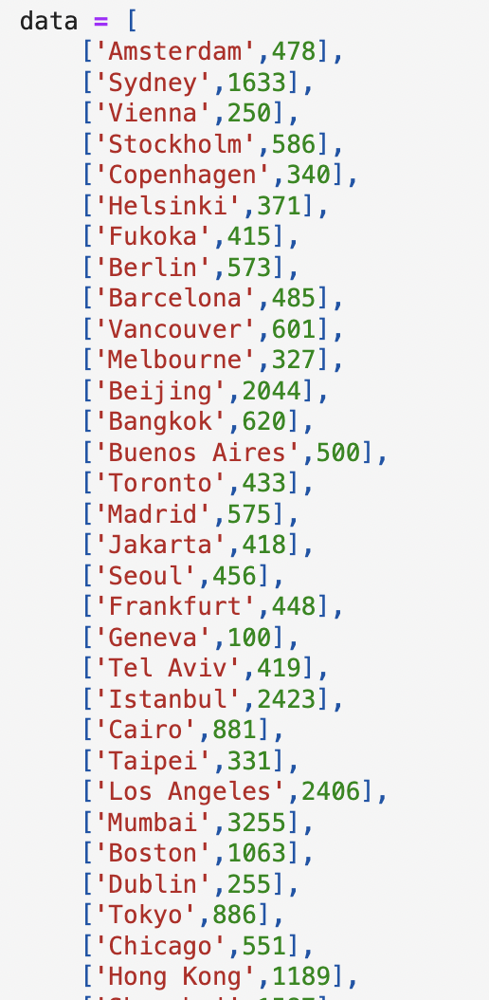 data = [
['Amsterdam',478],
['Sydney',1633],
['Vienna',250],
['Stockholm',586],
['Copenhagen',340],
['Helsinki',371],
['Fukoka',415],
['Berlin',573],
['Barcelona',485],
['Vancouver',601],
['Melbourne',327],
['Beijing',2044],
['Bangkok',620],
['Buenos Aires',500],
['Toronto',433],
['Madrid',575],
['Jakarta',418],
['Seoul',456],
['Frankfurt',448],
['Geneva',100],
['Tel Aviv',419],
['Istanbul',2423],
['Cairo',881],
['Taipei',331],
['Los Angeles',2406],
['Mumbai',3255],
['Boston',1063],
['Dublin',255],
['Tokyo',886],
['Chicago',551],
['Hong Kong',1189],